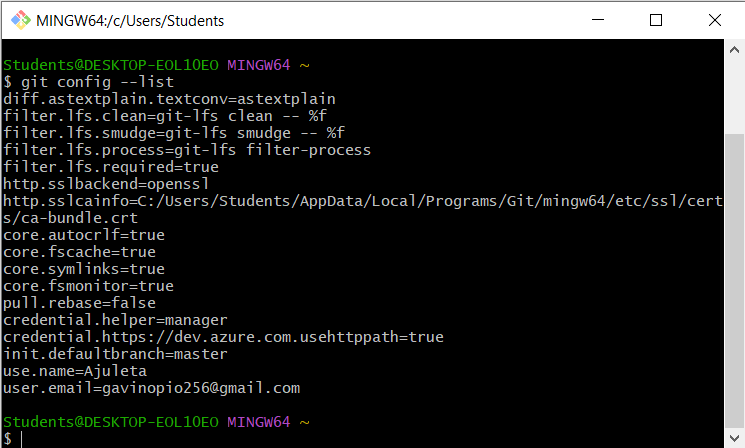 MINGW64:/c/Users/Students
Students@DESKTOP-EOL1OEO MINGW64 ~
$ git config --list
diff.astextplain.textconv=astextplain
filter.lfs.clean=git-lfs clean -- %f
filter.lfs.smudge=git-lfs smudge -- %f
filter.lfs.process=git-lfs filter-process
filter.lfs.required=true
http.sslbackend=openssl
http.sslcainfo=C:/Users/Students/AppData/Local/Programs/Git/mingw64/etc/ssl/cert
s/ca-bundle.crt
core.autocrlf=true
core.fscache=true
core.symlinks=true
core.fsmonitor=true
pull.rebase=false
credential.helper=manager
credential.https://dev.azure.com.usehttppath=true
init.defaultbranch=master
use.name=Ajuleta
user.email=gavinopio256@gmail.com
Students@DESKTOP-EOL1OEO MINGW64 ~
$